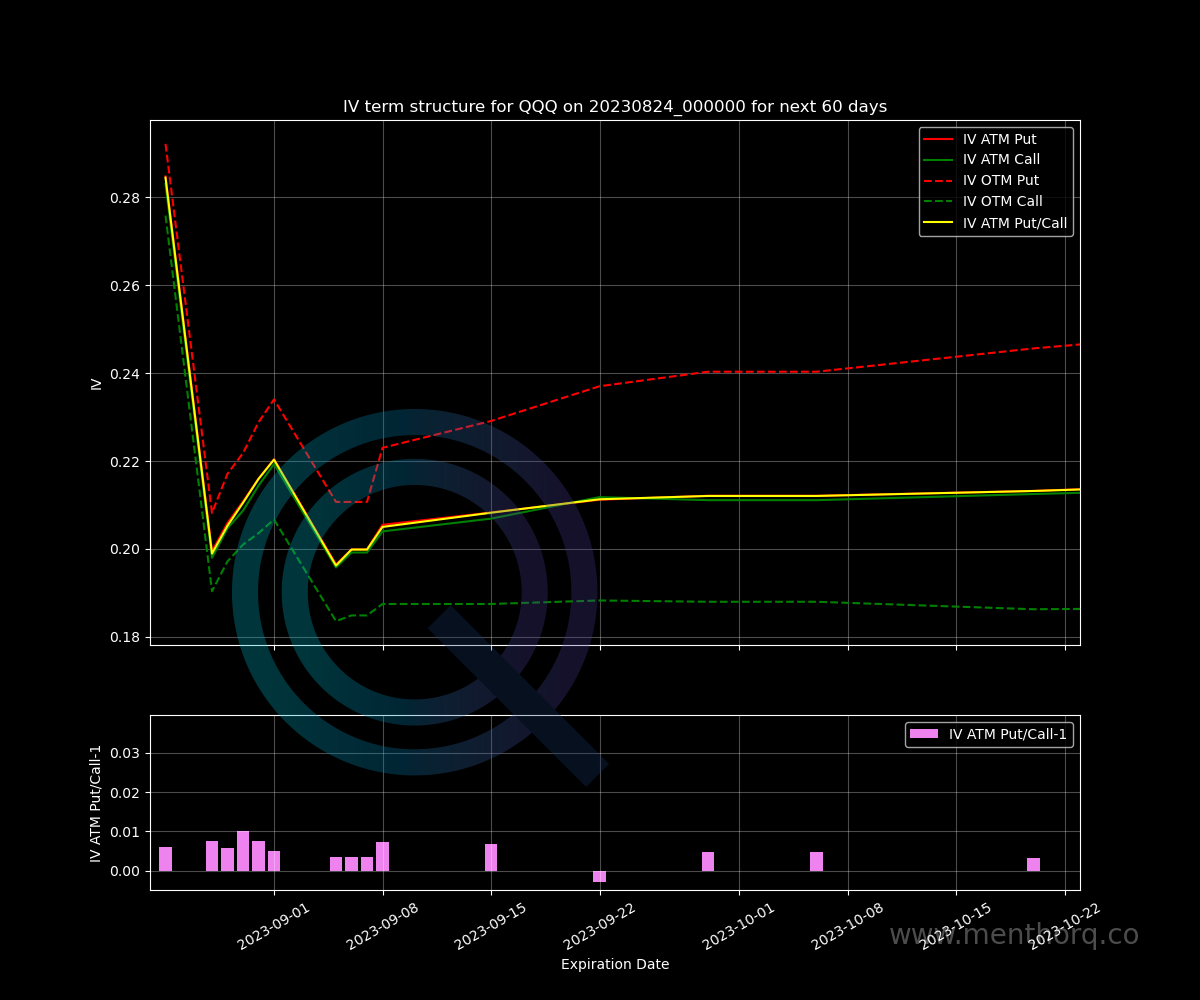 IV term structure for QQQ on 20230824_000000 for next 60 days
IV ATM Put
IV ATM Call
IV OTM Put
IV OTM Call
IV ATM Put/Call
0.28
0.26
0.24
0.22
0.20
0.18
IV
IV ATM Put/Call-1
0.03
0.02
0.01
0.00
IV ATM Put/Call-1
2023-09-01
2023-09-08
2023-09-15
2023-09-22
2023-10-01
2023-10-08
2023-10-15
2023-10-22
www.menthorq.co
Expiration Date